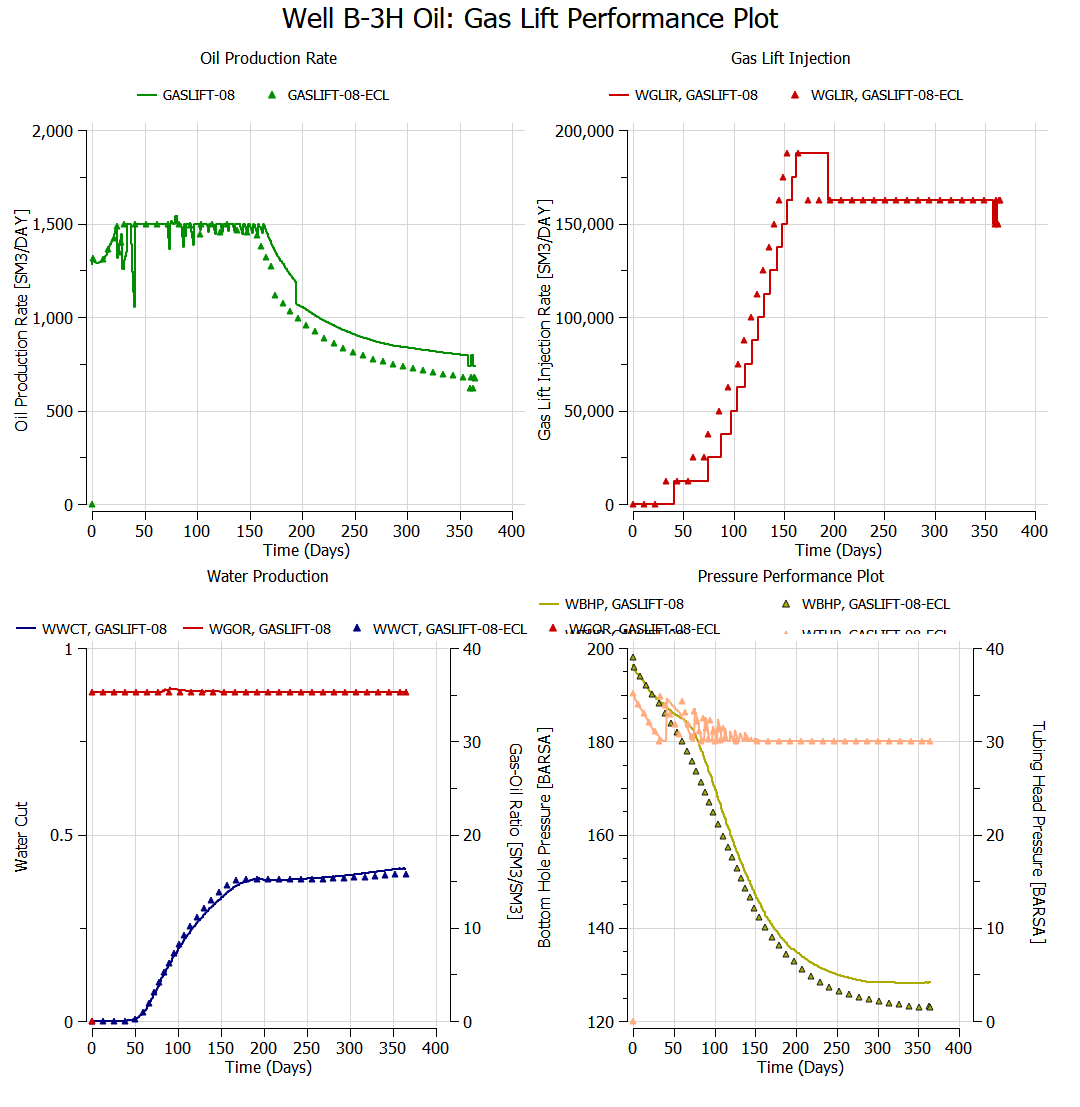 Well B-3H Oil: Gas Lift Performance Plot
Oil Production Rate
GASLIFT-08 GASLIFT-08-ECL
2,000
1,500
1,000
500
0
Oil Production Rate [SM3/DAY]
0 50 100 150 200 250 300 350 400
Time (Days)
Gas Lift Injection
WGLIR, GASLIFT-08 WGLIR, GASLIFT-08-ECL
200,000
150,000
100,000
50,000
0
Gas Lift Injection Rate [SM3/DAY]
0 50 100 150 200 250 300 350 400
Time (Days)
Water Production
WWCT, GASLIFT-08 WGOR, GASLIFT-08 WWCT, GASLIFT-08-ECL WGOR, GASLIFT-08-ECL
1
0.5
0
Water Cut
40
30
20
10
0
Gas-Oil Ratio [SM3/SM3]
0 50 100 150 200 250 300 350 400
Time (Days)
Pressure Performance Plot
WBHP, GASLIFT-08 WBHP, GASLIFT-08-ECL
200
180
160
140
120
Bottom Hole Pressure [BARSA]
40
30
20
10
0
Tubing Head Pressure [BARSA]
0 50 100 150 200 250 300 350 400
Time (Days)